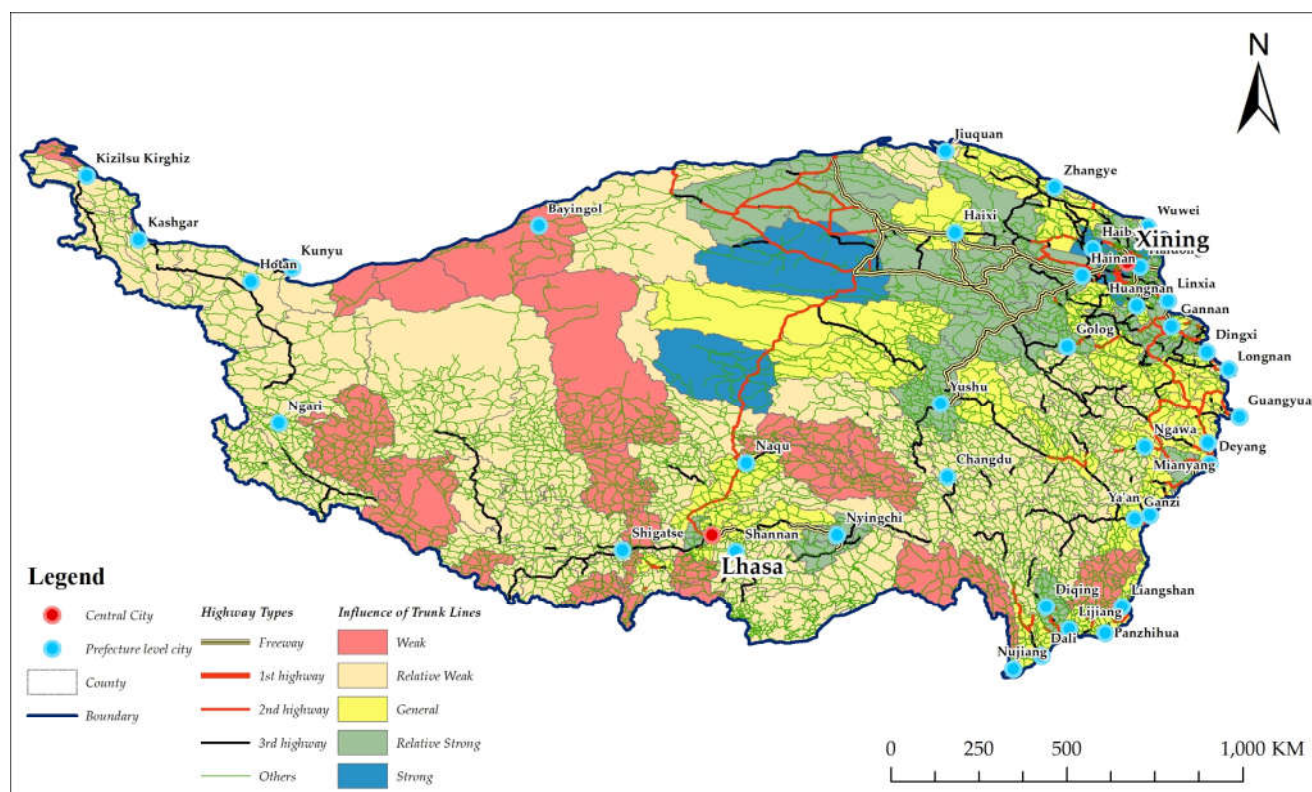 N
Jiuquan
Kizilsu Kirghiz
Zhangye
Kashgar
Bayingol
Wuwei
Haixi
Haib
Xining
Kunyu
Hotan
Hainan
Linxia
Huangnan
Gannan
Golog
Dingxi
Longnan
Ngari
Yushu
Guangyuan
Ngawa
Deyang
Naqu
Changdu
Mianyang
Ya'an
Ganzi
Shigatse
Shannan
Nyingchi
Lhasa
Diqing
Liangshan
Lijiang
Dali
Panzhihua
Nujiang
Legend
Central City
Prefecture level city
County
Boundary
Highway Types
Freeway
1st highway
2nd highway
3rd highway
Others
Influence of Trunk Lines
Weak
Relative Weak
General
Relative Strong
Strong
0 250 500 1,000 KM